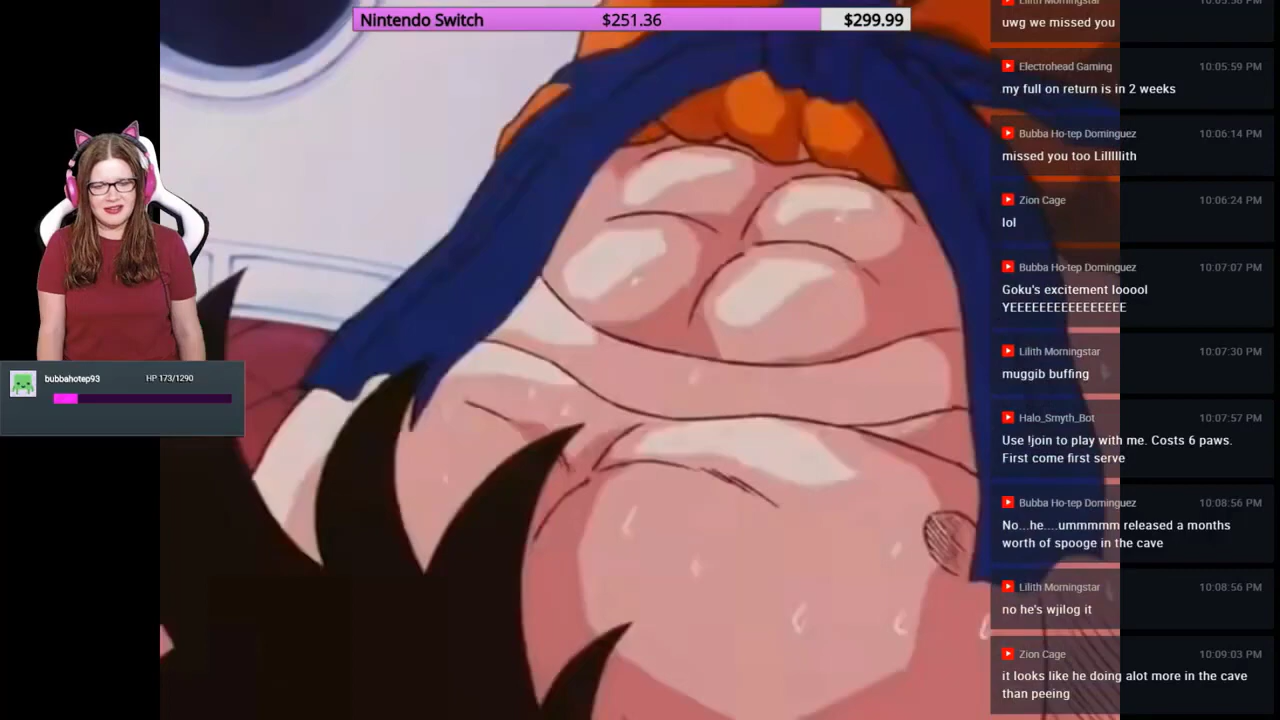 Nintendo Switch $251.36 $299.99
bubbahotep93 HP 173/1290
Lilith Morningstar 10:05:58 PM
uwg we missed you
Electrohead Gaming 10:05:59 PM
my full on return is in 2 weeks
Bubba Ho-tep Dominguez 10:06:14 PM
missed you too Lilllllith
Zion Cage 10:06:24 PM
lol
Bubba Ho-tep Dominguez 10:07:07 PM
Goku's excitement looool
YEEEEEEEEEEEEEEE
Lilith Morningstar 10:07:30 PM
muggib buffing
Halo_Smyth_Bot 10:07:57 PM
Use !join to play with me. Costs 6 paws.
First come first serve
Bubba Ho-tep Dominguez 10:08:56 PM
No...he....ummmmm released a months
worth of spooge in the cave
Lilith Morningstar 10:08:56 PM
no he's wjilog it
Zion Cage 10:09:03 PM
it looks like he doing alot more in the cave
than peeing